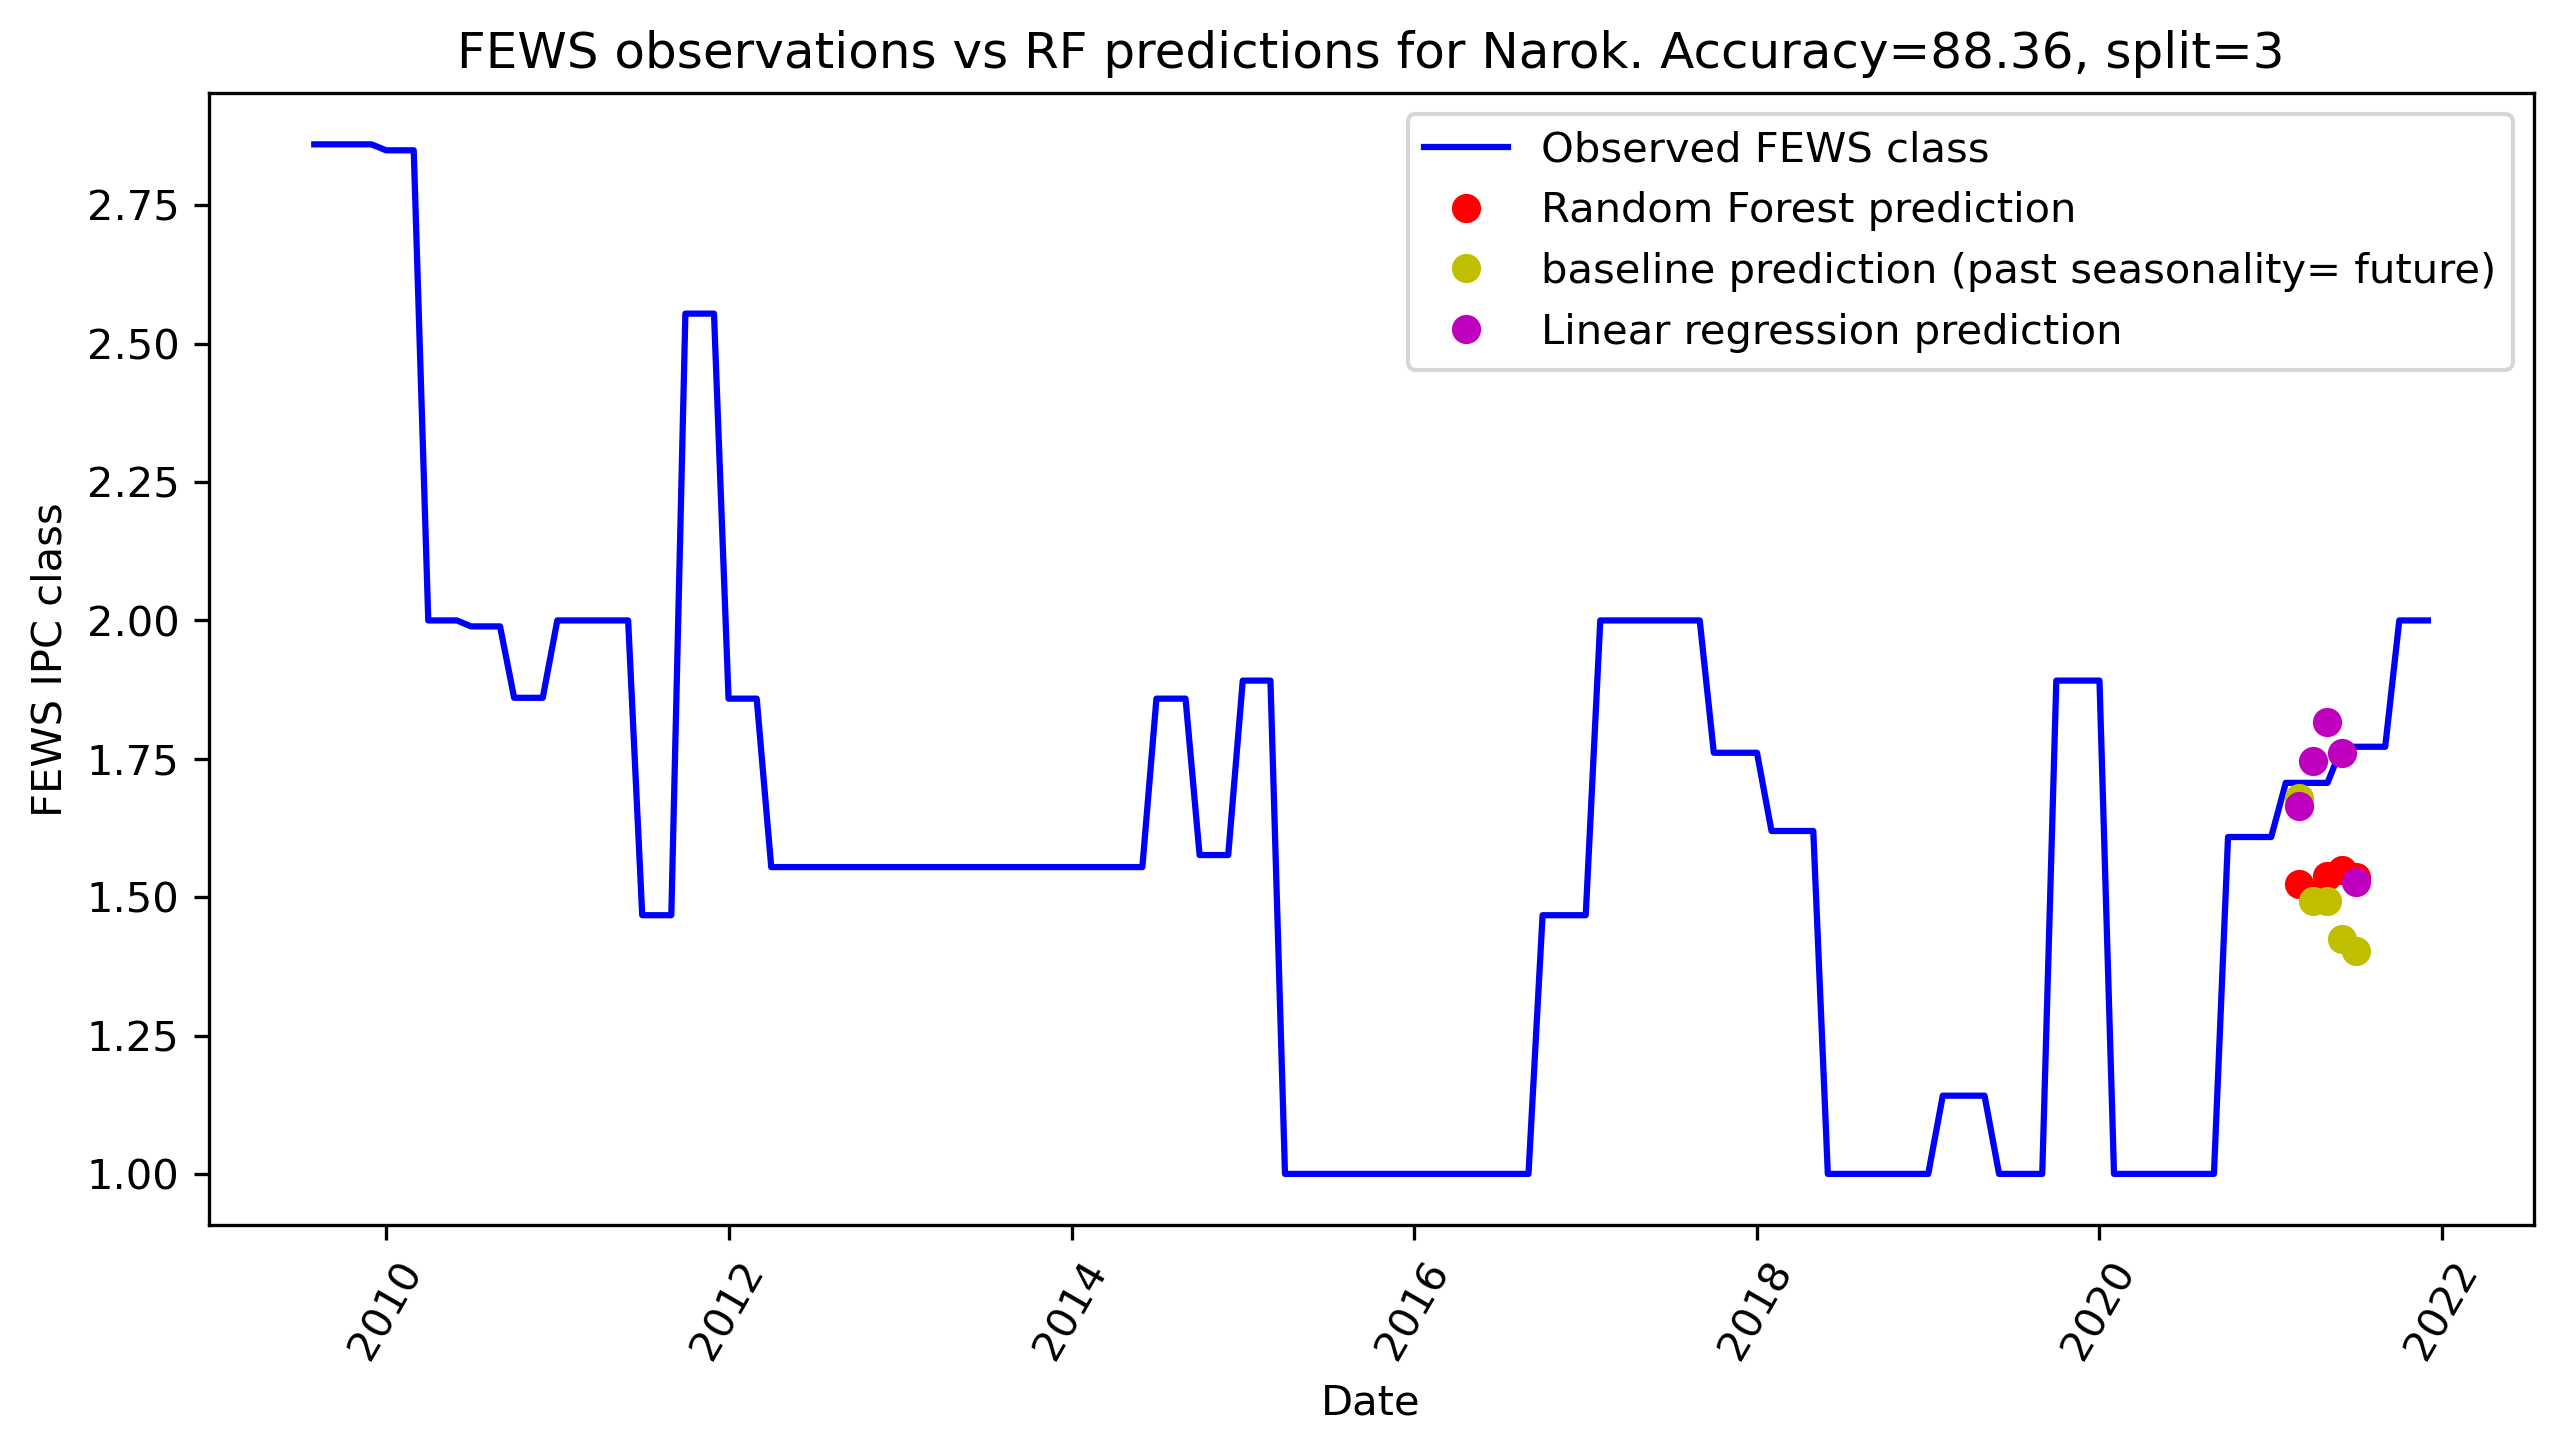 FEWS observations vs RF predictions for Narok. Accuracy=88.36, split=3
Observed FEWS class
Random Forest prediction
baseline prediction (past seasonality= future)
Linear regression prediction
FEWS IPC class
2.75
2.50
2.25
2.00
1.75
1.50
1.25
1.00
2010
2012
2014
2016
2018
2020
2022
Date